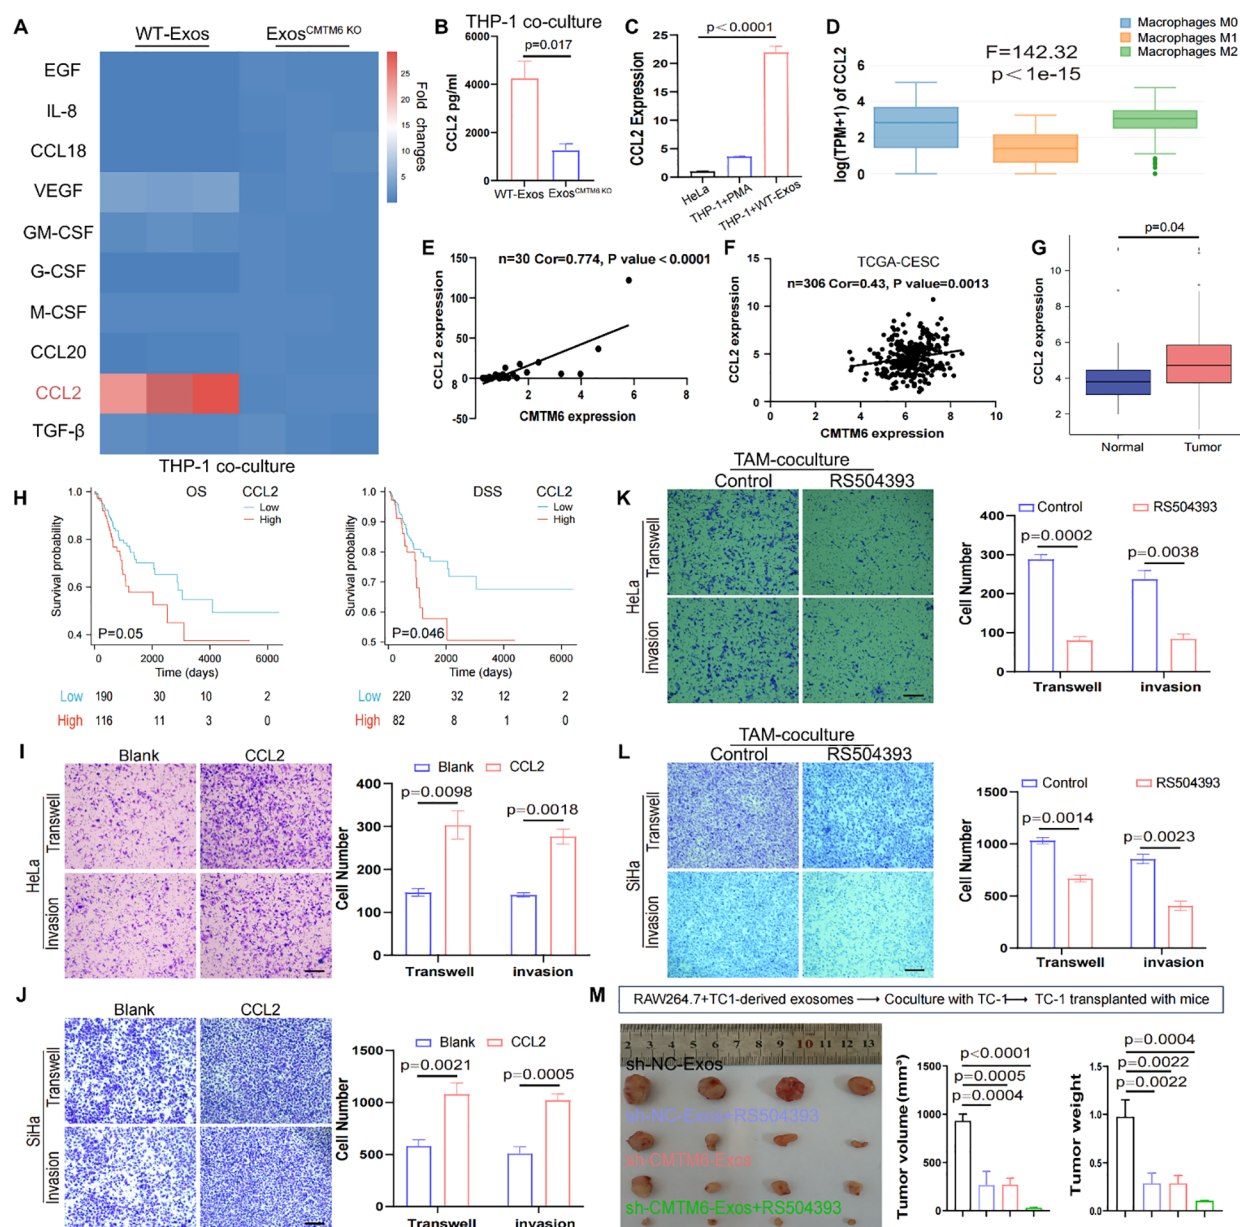 A
WT-Exos
Exos^CMTM6 KO
EGF
IL-8
CCL18
VEGF
GM-CSF
G-CSF
M-CSF
CCL20
CCL2
TGF-β
THP-1 co-culture
25
20
15
10
5
0
Fold changes
B
THP-1 co-culture
p=0.017
CCL2 pg/ml
6000
4000
2000
0
WT-Exos
Exos^CMTM6 KO
C
p<0.0001
CCL2 Expression
25
20
15
10
5
0
HeLa
THP-1+PMA
THP-1+WT-Exos
D
Macrophages M0
Macrophages M1
Macrophages M2
F=142.32
p<1e-15
log(TPM+1) of CCL2
6
4
2
0
E
n=30 Cor=0.774, P value<0.0001
CCL2 expression
150
100
50
8
-50
2
4
6
8
CMTM6 expression
F
TCGA-CESC
n=306 Cor=0.43, P value=0.0013
CCL2 expression
15
10
5
0
0
2
4
6
8
10
CMTM6 expression
G
p=0.04
CCL2 expression
10
8
6
4
2
Normal
Tumor
H
OS
CCL2
Low
High
Survival probability
1.0
0.8
0.6
0.4
P=0.05
0
2000
4000
6000
Time (days)
Low 190 30 10 2
High 116 11 3 0
DSS
CCL2
Low
High
Survival probability
1.0
0.9
0.8
0.7
0.6
0.5
P=0.046
0
2000
4000
6000
Time (days)
Low 220 32 12 2
High 82 8 1 0
I
Blank
CCL2
HeLa
Transwell
Invasion
Blank
CCL2
p=0.0098
p=0.0018
Cell Number
400
300
200
100
0
Transwell
invasion
J
Blank
CCL2
SiHa
Transwell
Invasion
Blank
CCL2
p=0.0021
p=0.0005
Cell Number
1500
1000
500
0
Transwell
invasion
K
TAM-coculture
Control
RS504393
HeLa
Transwell
Invasion
Control
RS504393
p=0.0002
p=0.0038
Cell Number
400
300
200
100
0
Transwell
invasion
L
TAM-coculture
Control
RS504393
SiHa
Transwell
Invasion
Control
RS504393
p=0.0014
p=0.0023
Cell Number
1500
1000
500
0
Transwell
invasion
M
RAW264.7+TC1-derived exosomes → Coculture with TC-1 → TC-1 transplanted with mice
2 3 4 5 6 7 8 9 10 11 12 13
sh-NC-Exos
sh-NC-Exos+RS504393
sh-CMTM6-Exos
sh-CMTM6-Exos+RS504393
p<0.0001
p=0.0005
p=0.0004
Tumor volume (mm³)
1500
1000
500
0
p=0.0004
p=0.0022
p=0.0022
Tumor weight
1.5
1.0
0.5
0.0